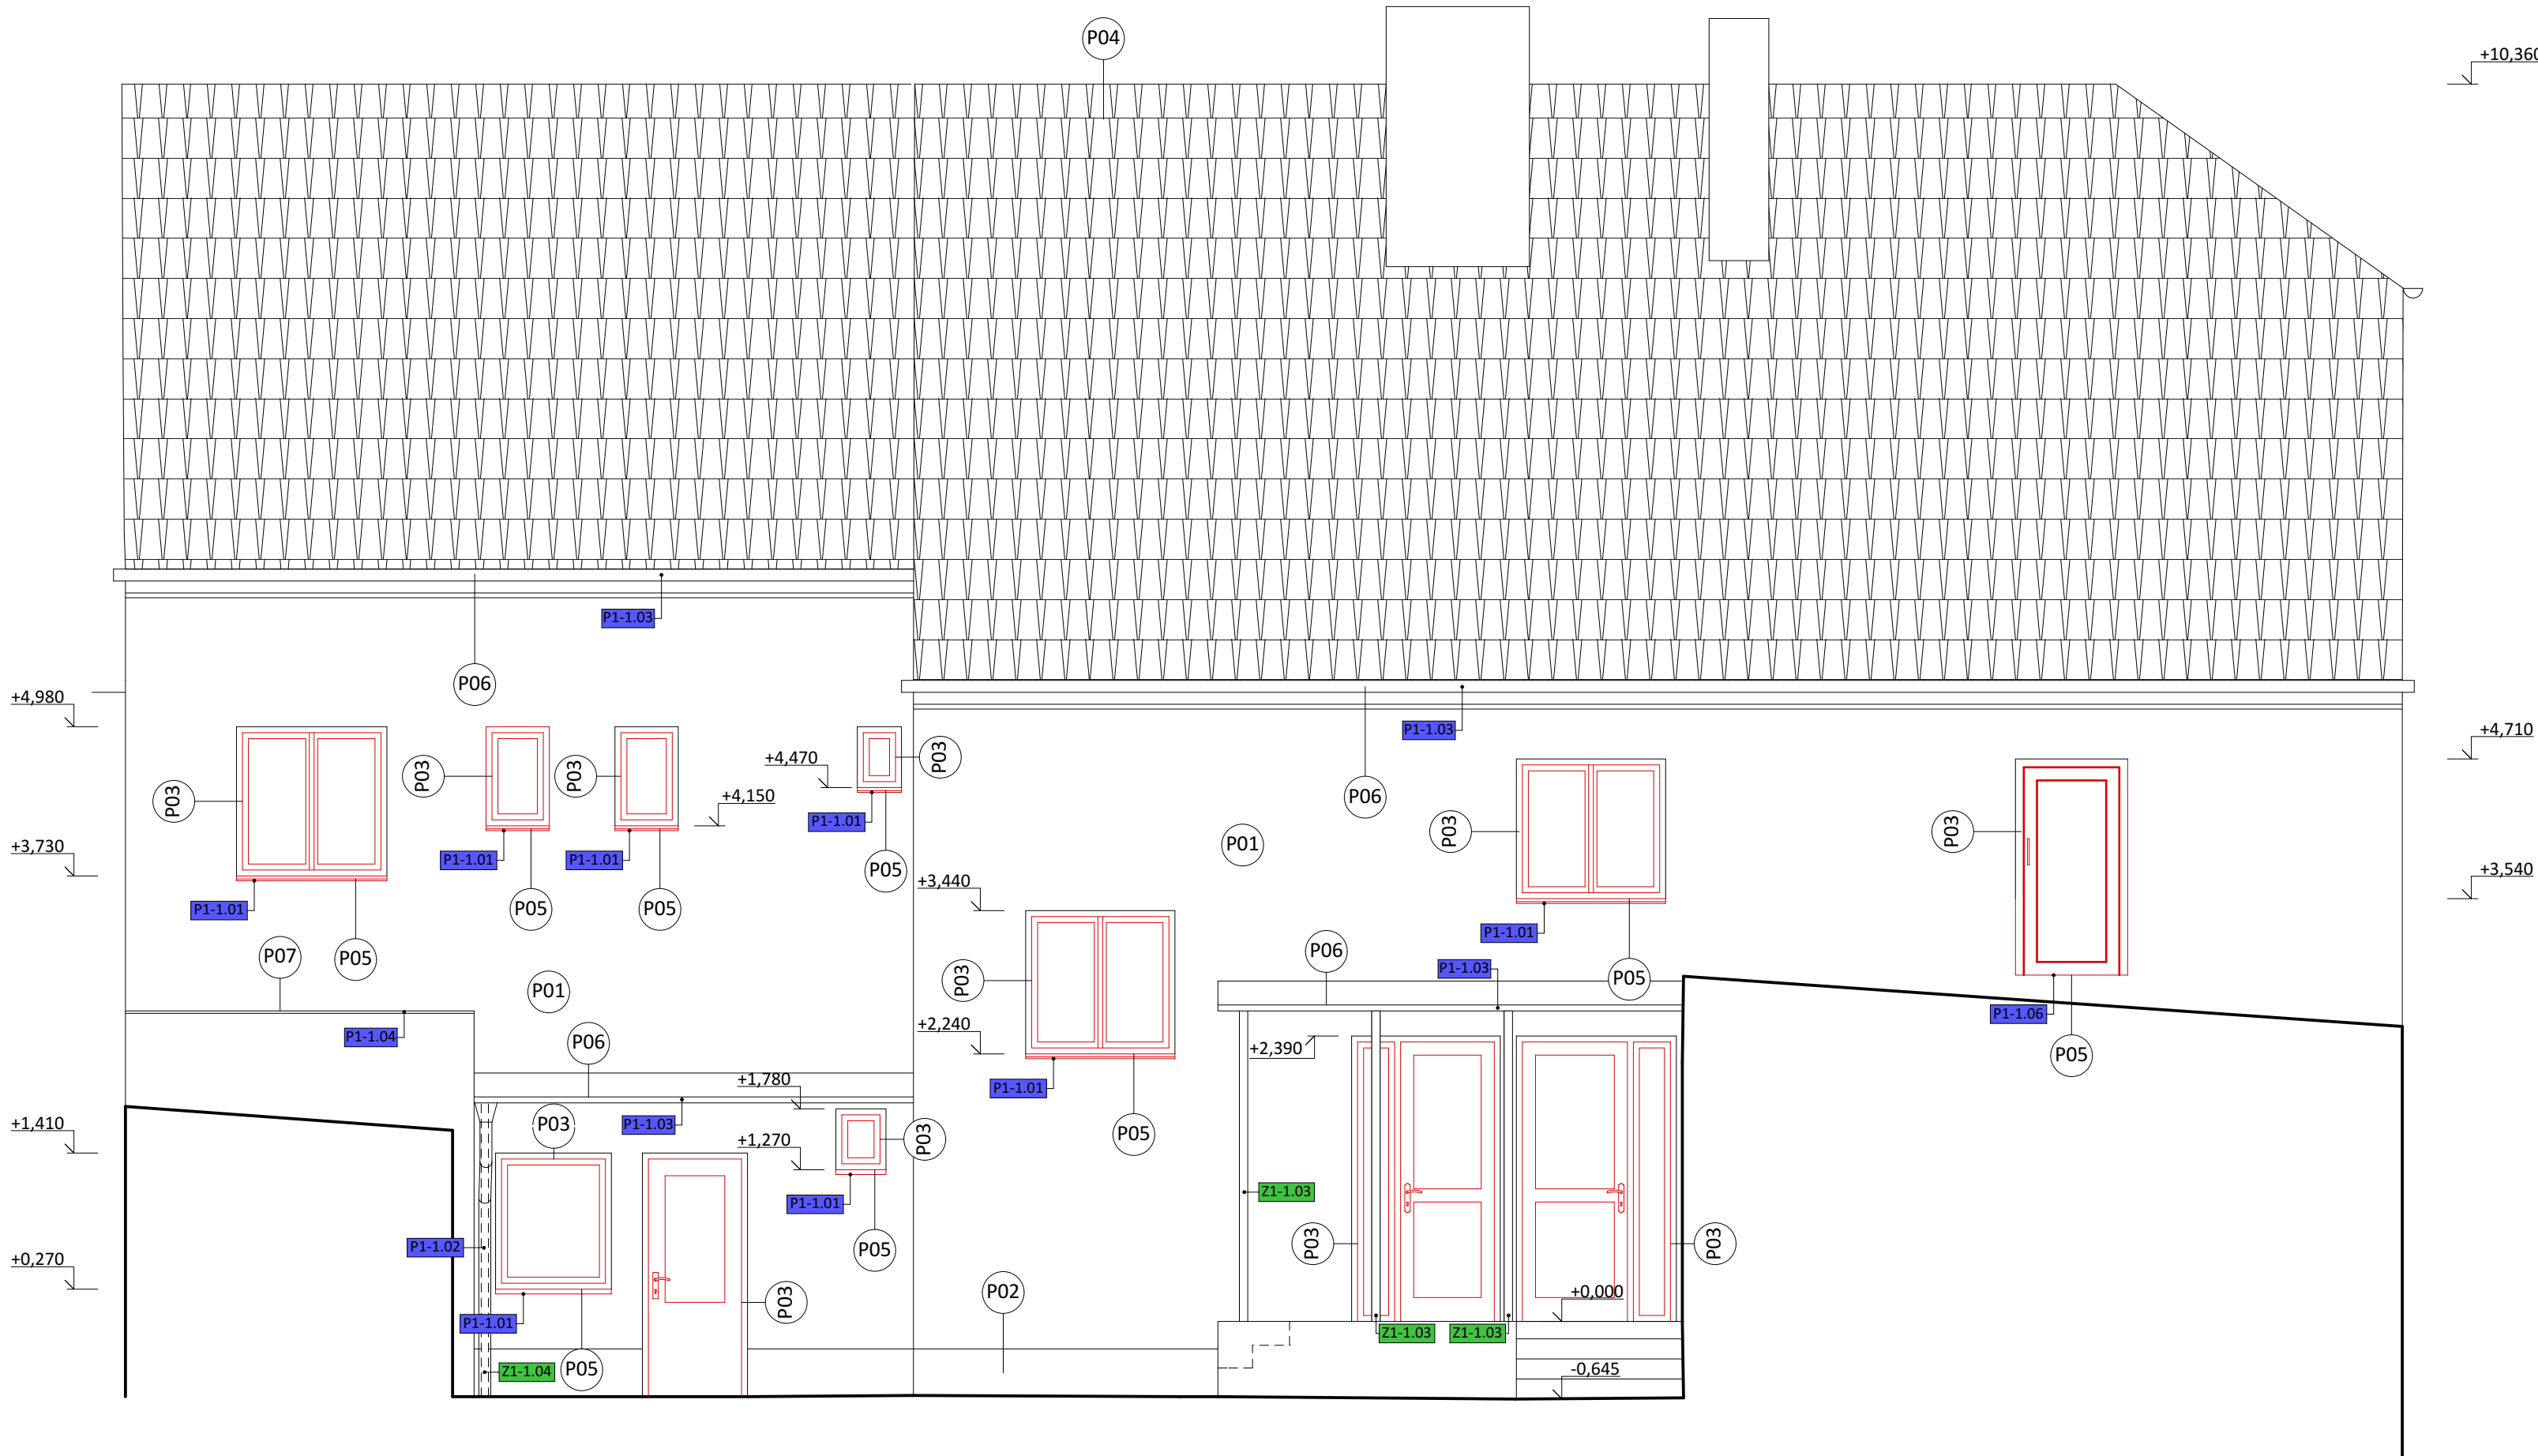 P04
+10,360
P1-1.03
P06
+4,980
P1-1.03
+4,710
+4,470
P03
P03
P03
P03
P06
+4,150
P1-1.01
P03
P03
P01
+3,730
P1-1.01
P1-1.01
P05
+3,540
+3,440
P1-1.01
P05
P05
P1-1.01
P07
P05
P06
P1-1.03
P03
P05
P01
P1-1.06
+2,240
P1-1.04
P06
+2,390
P05
+1,780
P1-1.01
+1,410
P03
P1-1.03
+1,270
P03
P05
P1-1.01
Z1-1.03
P1-1.02
P05
P03
P03
+0,270
P02
P03
+0,000
P1-1.01
Z1-1.03
Z1-1.03
Z1-1.04
P05
-0,645